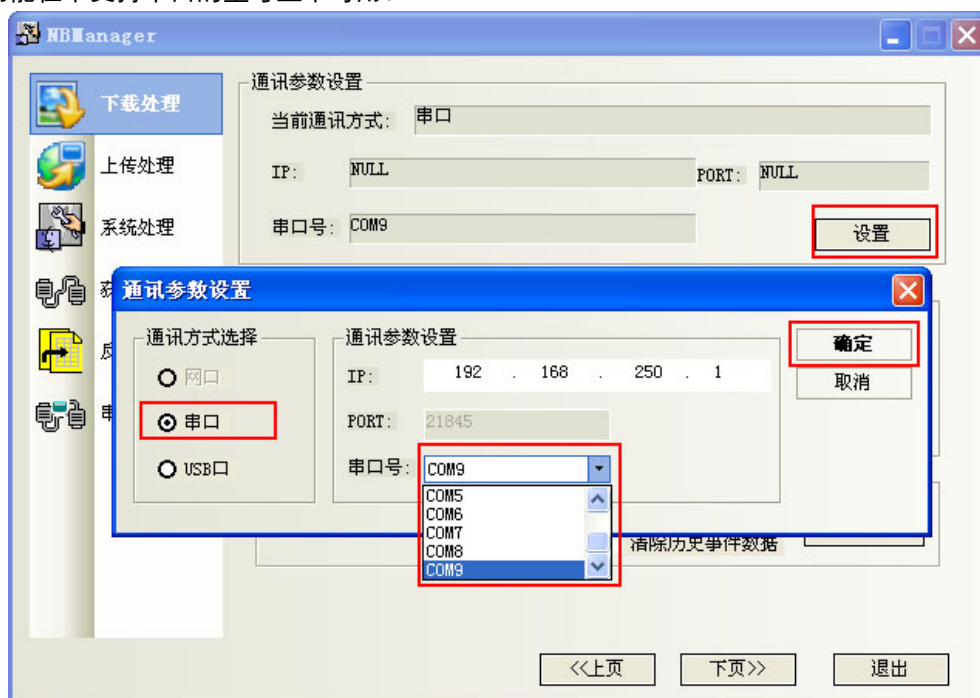 NBManager
下载处理
上传处理
系统处理
通讯参数设置
当前通讯方式: 串口
IP: NULL PORT: NULL
串口号: COM9
设置
通讯参数设置
通讯方式选择
网口
串口
USB口
通讯参数设置
IP: 192 . 168 . 250 . 1
PORT: 21845
串口号: COM9
COM5
COM6
COM7
COM8
COM9
确定
取消
清除历史事件数据
<<上页 下页>> 退出